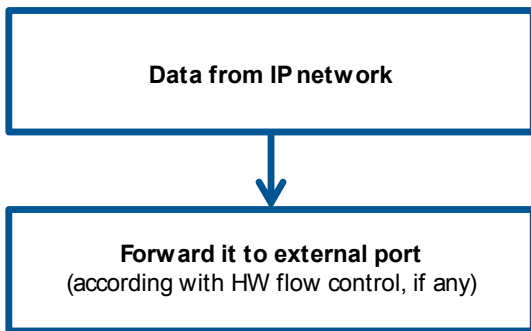 Data from IP network
Forward it to external port
(according with HW flow control, if any)